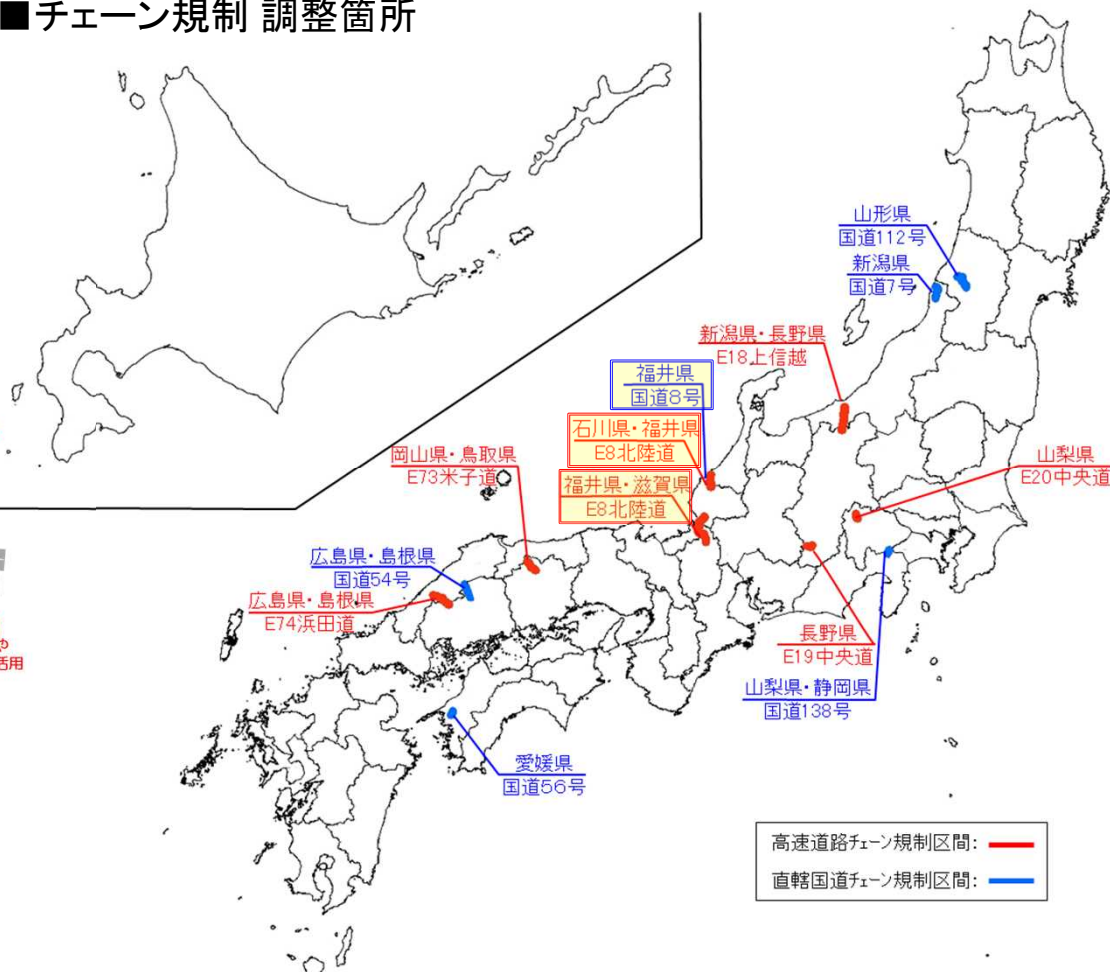 ■チェーン規制 調整箇所
山形県
国道112号
新潟県
国道7号
新潟県・長野県
E18上信越
福井県
国道8号
石川県・福井県
E8北陸道
福井県・滋賀県
E8北陸道
岡山県・鳥取県
E73米子道
山梨県
E20中央道
広島県・島根県
国道54号
広島県・島根県
E74浜田道
長野県
E19中央道
山梨県・静岡県
国道138号
愛媛県
国道56号
や
活用
高速道路チェーン規制区間:
直轄国道チェーン規制区間: